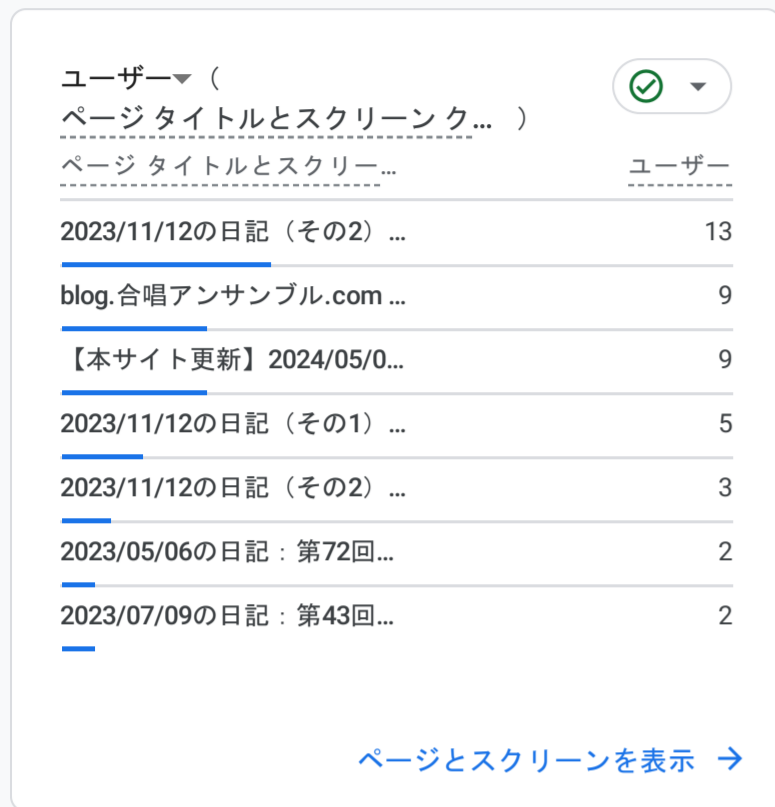 ユーザー（
ページ タイトルとスクリーン ク... ）
ページ タイトルとスクリー... ユーザー
2023/11/12の日記（その2）... 13
blog.合唱アンサンブル.com ... 9
【本サイト更新】2024/05/0... 9
2023/11/12の日記（その1）... 5
2023/11/12の日記（その2）... 3
2023/05/06の日記：第72回... 2
2023/07/09の日記：第43回... 2
ページとスクリーンを表示